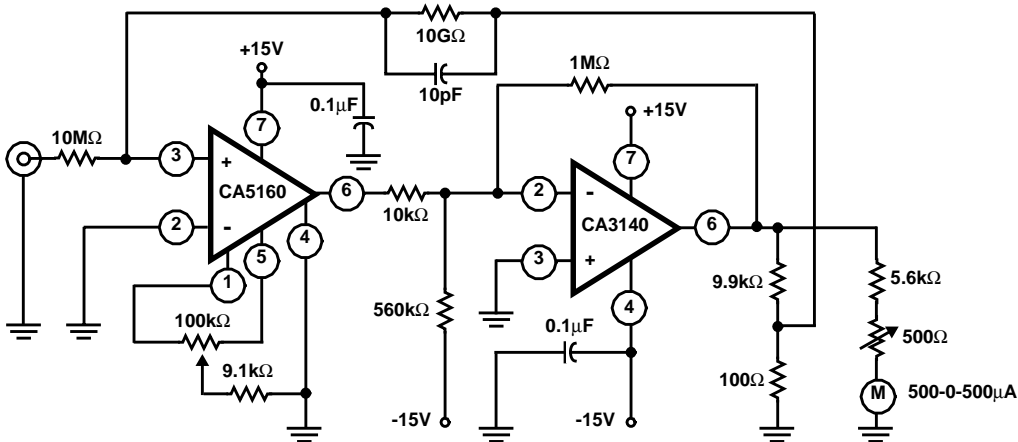 10GΩ
10pF
+15V
0.1μF
1MΩ
+15V
10MΩ
7
7
3
+
CA5160
6
10kΩ
2
-
CA3140
6
2
-
4
5
1
3
+
9.9kΩ
5.6kΩ
100kΩ
560kΩ
0.1μF
4
500Ω
9.1kΩ
100Ω
M
500-0-500μA
-15V
-15V